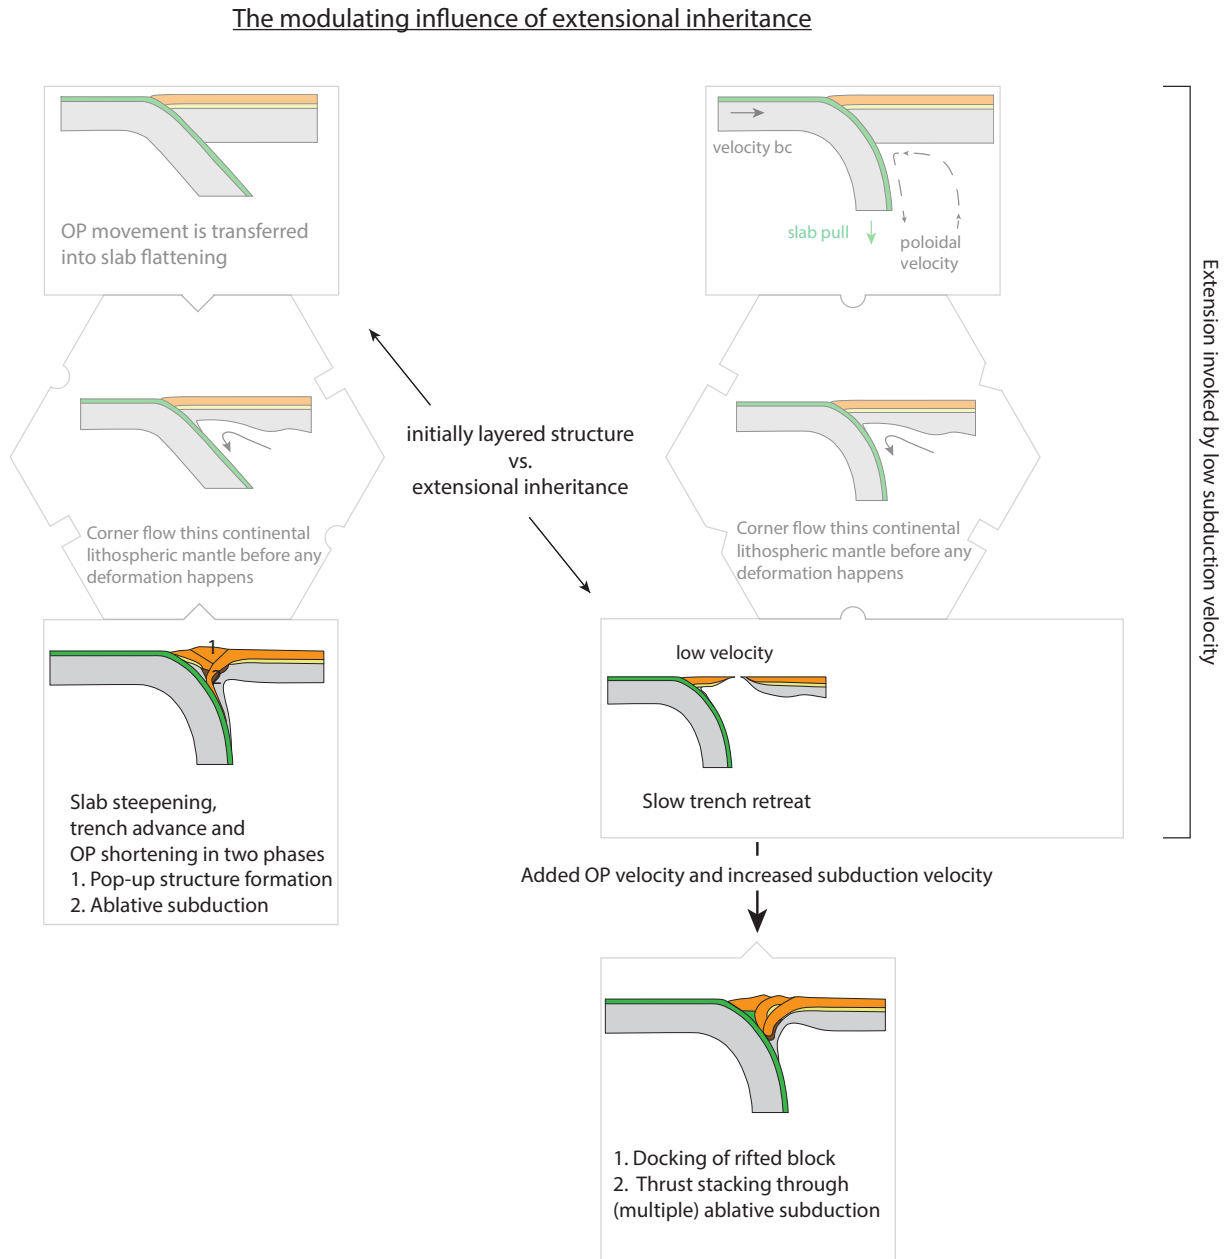 The modulating influence of extensional inheritance
OP movement is transferred
into slab flattening
velocity bc
slab pull
poloidal
velocity
Extension invoked by low subduction velocity
initially layered structure
vs.
extensional inheritance
Corner flow thins continental
lithospheric mantle before any
deformation happens
Corner flow thins continental
lithospheric mantle before any
deformation happens
1
2
Slab steepening,
trench advance and
OP shortening in two phases
1. Pop-up structure formation
2. Ablative subduction
low velocity
Slow trench retreat
Added OP velocity and increased subduction velocity
1. Docking of rifted block
2. Thrust stacking through
(multiple) ablative subduction